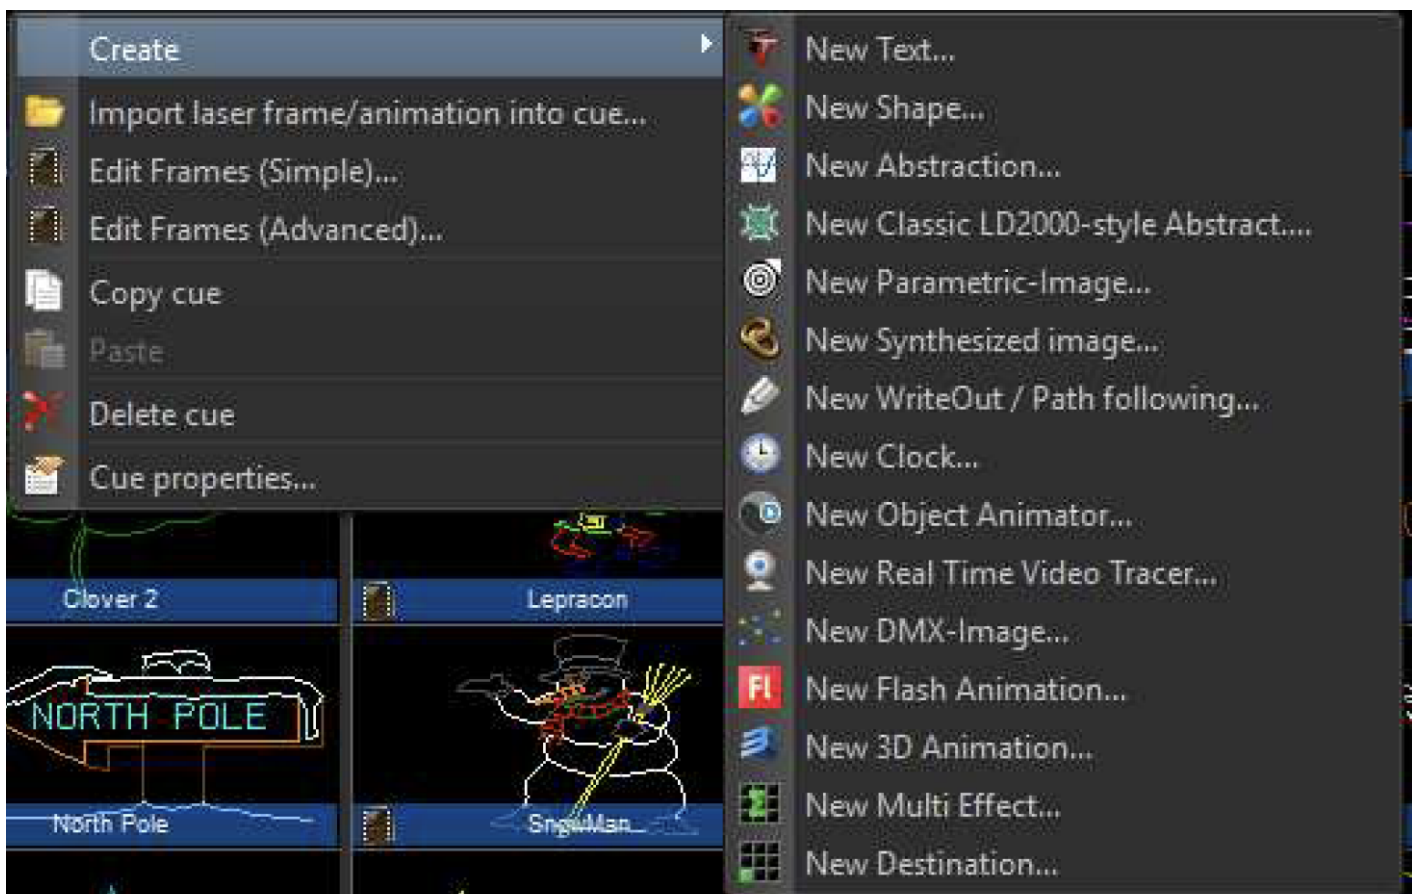 Create
Import laser frame/animation into cue...
Edit Frames (Simple)...
Edit Frames (Advanced)...
Copy cue
Paste
Delete cue
Cue properties...
New Text...
New Shape...
New Abstraction...
New Classic LD2000-style Abstract....
New Parametric-Image...
New Synthesized image...
New WriteOut / Path following...
New Clock...
New Object Animator...
New Real Time Video Tracer...
New DMX-Image...
New Flash Animation...
New 3D Animation...
New Multi Effect...
New Destination...
FL
Clover 2
Lepracon
NORTH POLE
North Pole
SnowMan